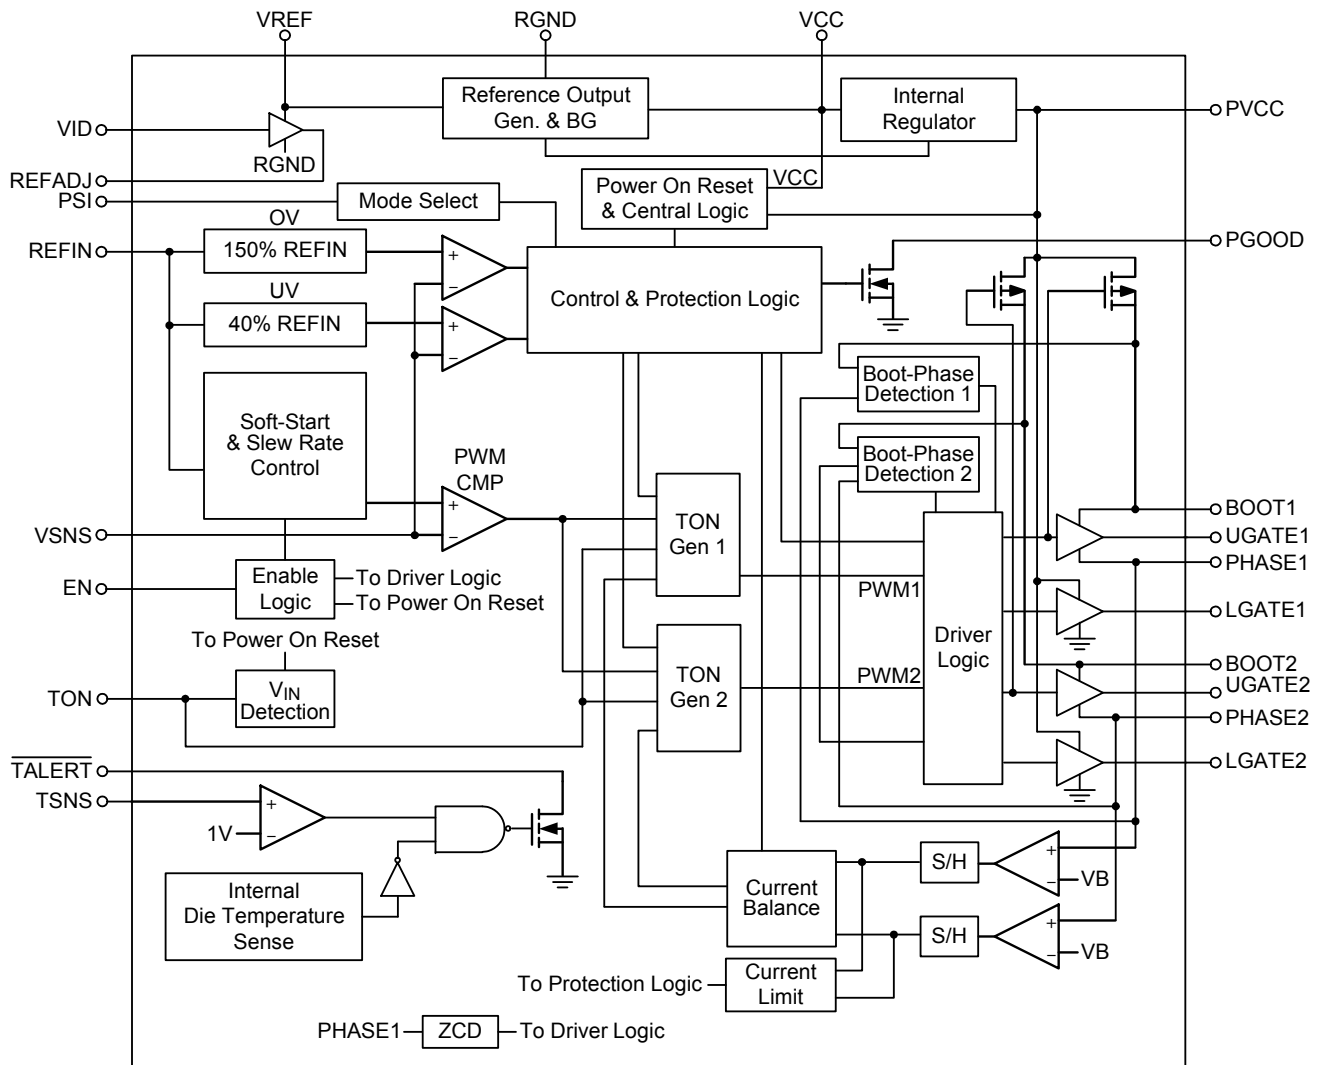 VREF
RGND
VCC
VID
REFADJ
PSI
REFIN
VSNS
EN
TON
TALERT
TSNS
RGND
Reference Output
Gen. & BG
Internal
Regulator
PVCC
Mode Select
Power On Reset
& Central Logic
VCC
OV
150% REFIN
UV
40% REFIN
+
−
+
−
Control & Protection Logic
PGOOD
Soft-Start
& Slew Rate
Control
PWM
CMP
+
−
Boot-Phase
Detection 1
Boot-Phase
Detection 2
TON
Gen 1
TON
Gen 2
Enable
Logic
To Driver Logic
To Power On Reset
To Power On Reset
VIN
Detection
PWM1
PWM2
Driver
Logic
BOOT1
UGATE1
PHASE1
LGATE1
BOOT2
UGATE2
PHASE2
LGATE2
+
−
1V
Internal
Die Temperature
Sense
Current
Balance
S/H
+
−
VB
S/H
+
−
VB
To Protection Logic
Current
Limit
PHASE1
ZCD
To Driver Logic